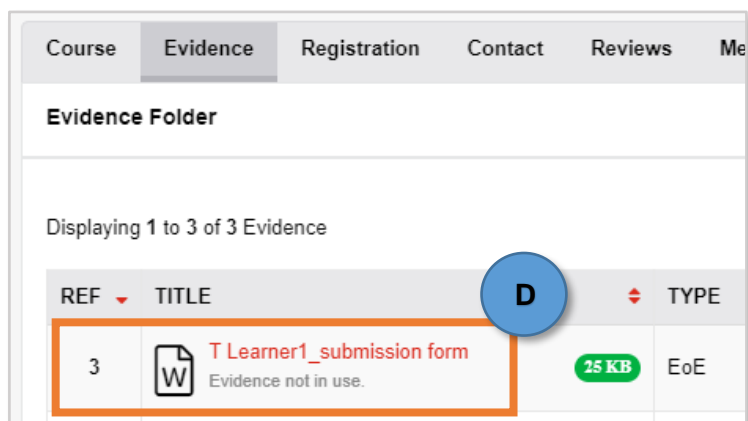 Course Evidence Registration Contact Reviews Me
Evidence Folder
Displaying 1 to 3 of 3 Evidence
REF TITLE D TYPE
3 W T Learner1_submission form 25 KB EoE
Evidence not in use.